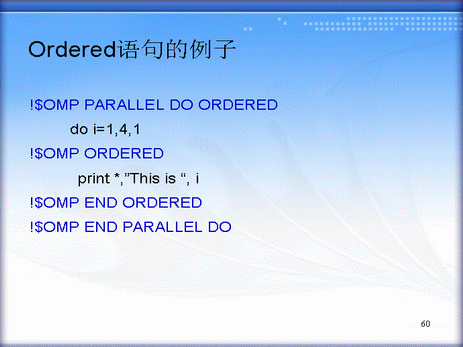 Ordered语句的例子
!$OMP PARALLEL DO ORDERED
do i=1,4,1
!$OMP ORDERED
print *,”This is “, i
!$OMP END ORDERED
!$OMP END PARALLEL DO
60